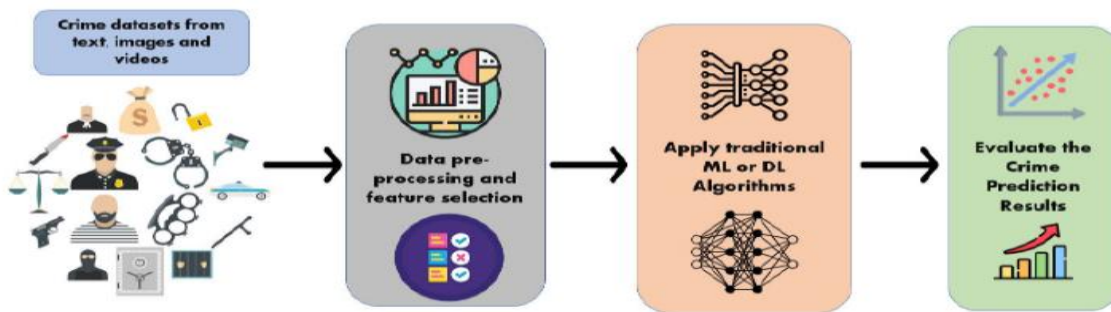 Crime datasets from
text, images and
videos
Data pre-
processing and
feature selection
Apply traditional
ML or DL
Algorithms
Evaluate the
Crime
Prediction
Results